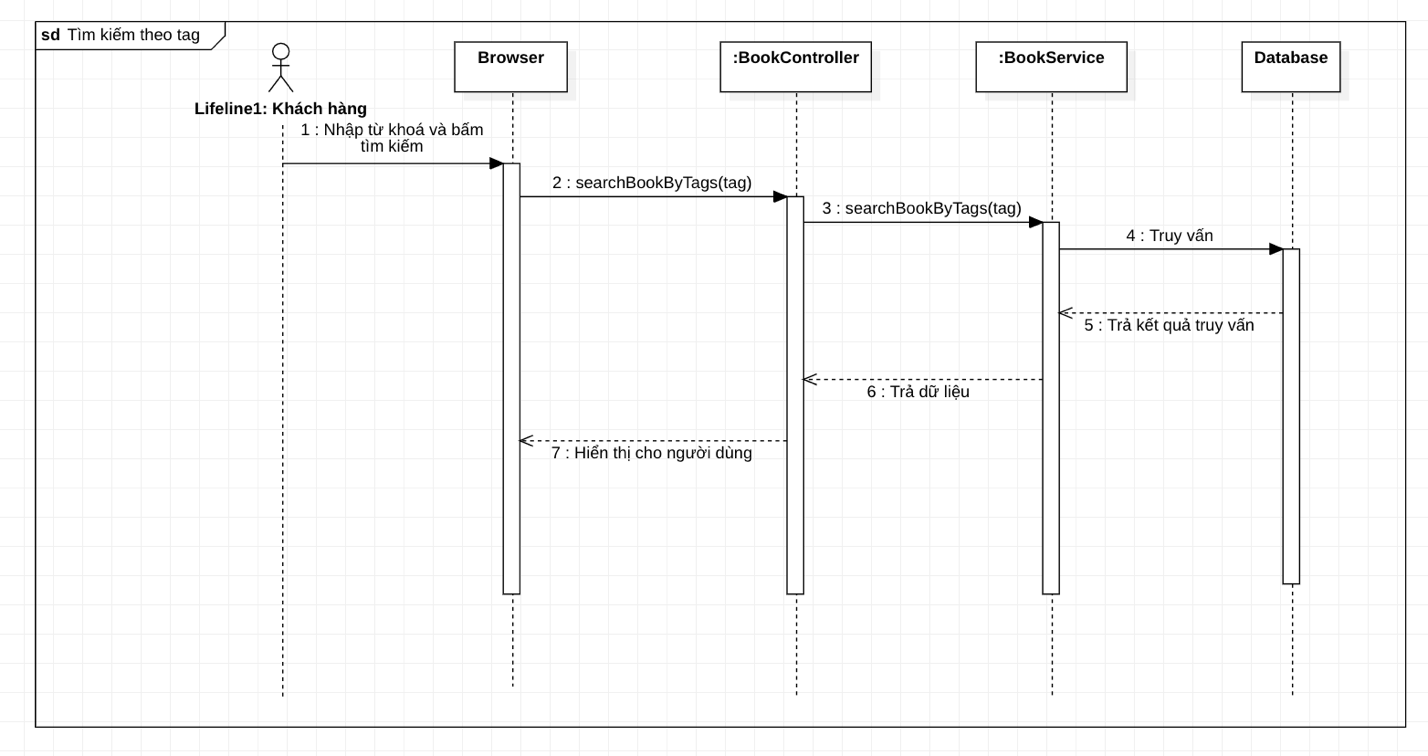 sd Tìm kiếm theo tag
Browser
:BookController
:BookService
Database
Lifeline1: Khách hàng
1 : Nhập từ khoá và bấm
tìm kiếm
2 : searchBookByTags(tag)
3 : searchBookByTags(tag)
4 : Truy vấn
5 : Trả kết quả truy vấn
6 : Trả dữ liệu
7 : Hiển thị cho người dùng